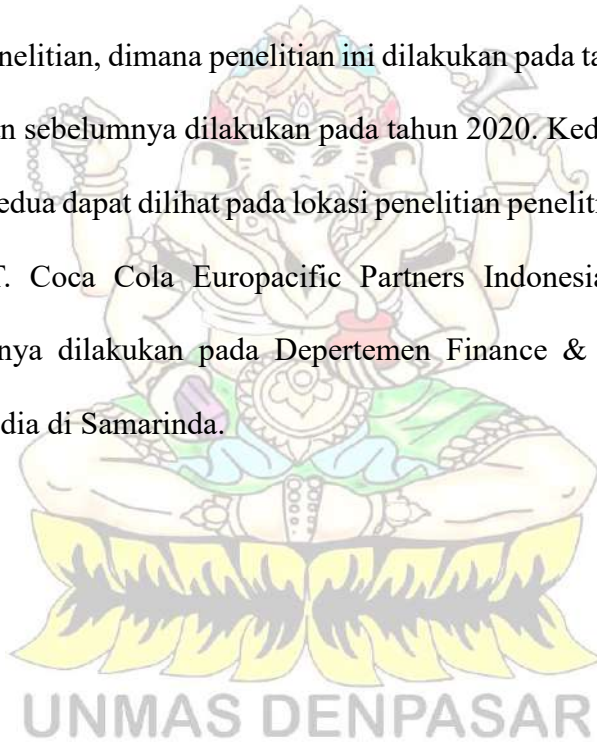 nelitian, dimana penelitian ini dilakukan pada ta
n sebelumnya dilakukan pada tahun 2020. Ked
edua dapat dilihat pada lokasi penelitian penelit
T. Coca Cola Europacific Partners Indonesia
nya dilakukan pada Depertemen Finance &
dia di Samarinda.
UNMAS DENPASAR